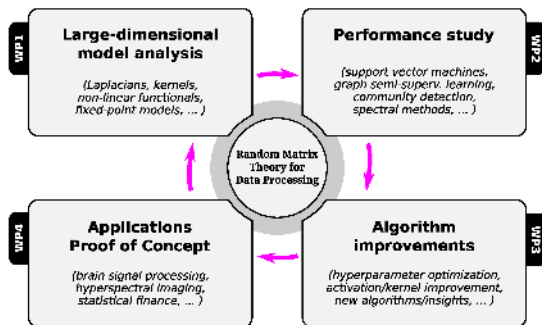 WP1
Large-dimensional
model analysis
(Laplacians, kernels,
non-linear functionals,
fixed-point models, ... )
WP2
Performance study
(support vector machines,
graph semi-superv. learning,
community detection,
spectral methods, ... )
Random Matrix
Theory for
Data Processing
WP4
Applications
Proof of Concept
(brain signal processing,
hyperspectral imaging,
statistical finance, ... )
WP3
Algorithm
improvements
(hyperparameter optimization,
activation/kernel improvement,
new algorithms/insights, ... )